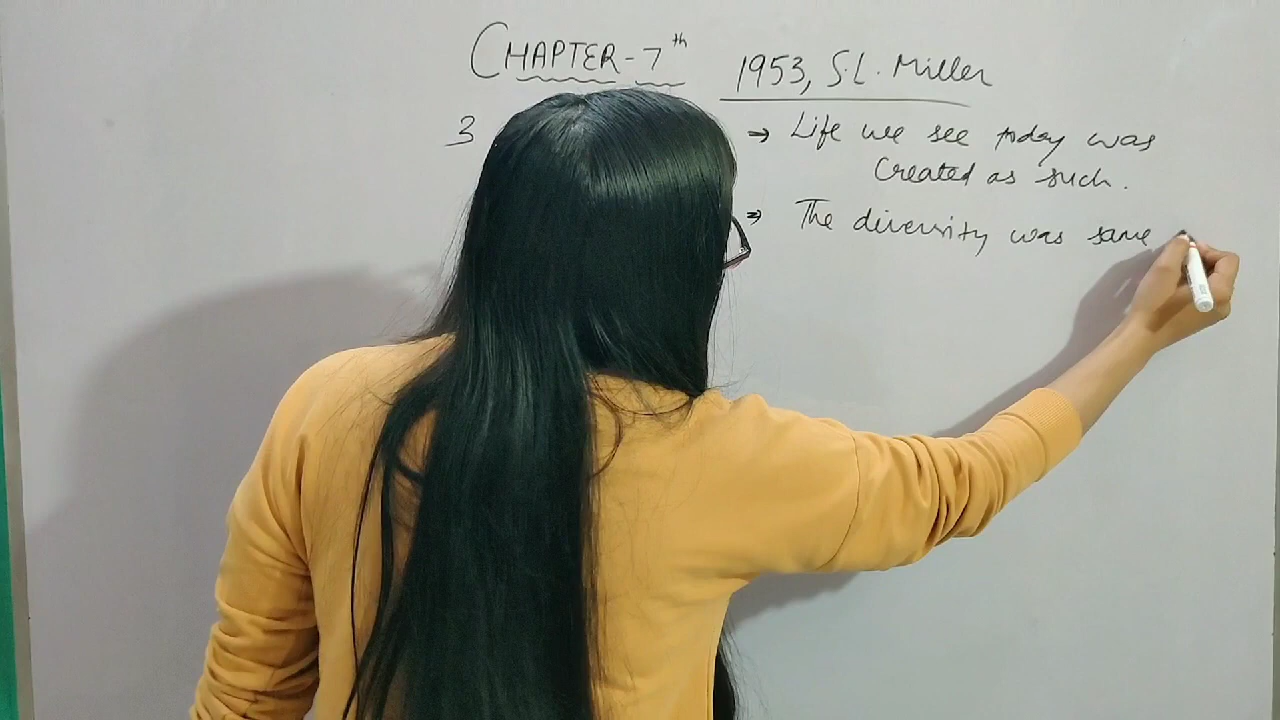 CHAPTER-7th
1953, S.L. Miller
3
→ Life we see today was
Created as such.
⇒ The diversity was same